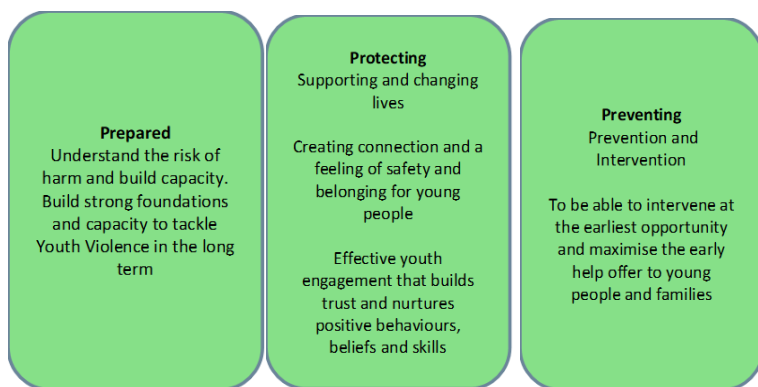 Prepared
Understand the risk of
harm and build capacity.
Build strong foundations
and capacity to tackle
Youth Violence in the long
term
Protecting
Supporting and changing
lives
Creating connection and a
feeling of safety and
belonging for young
people
Effective youth
engagement that builds
trust and nurtures
positive behaviours,
beliefs and skills
Preventing
Prevention and
Intervention
To be able to intervene at
the earliest opportunity
and maximise the early
help offer to young
people and families